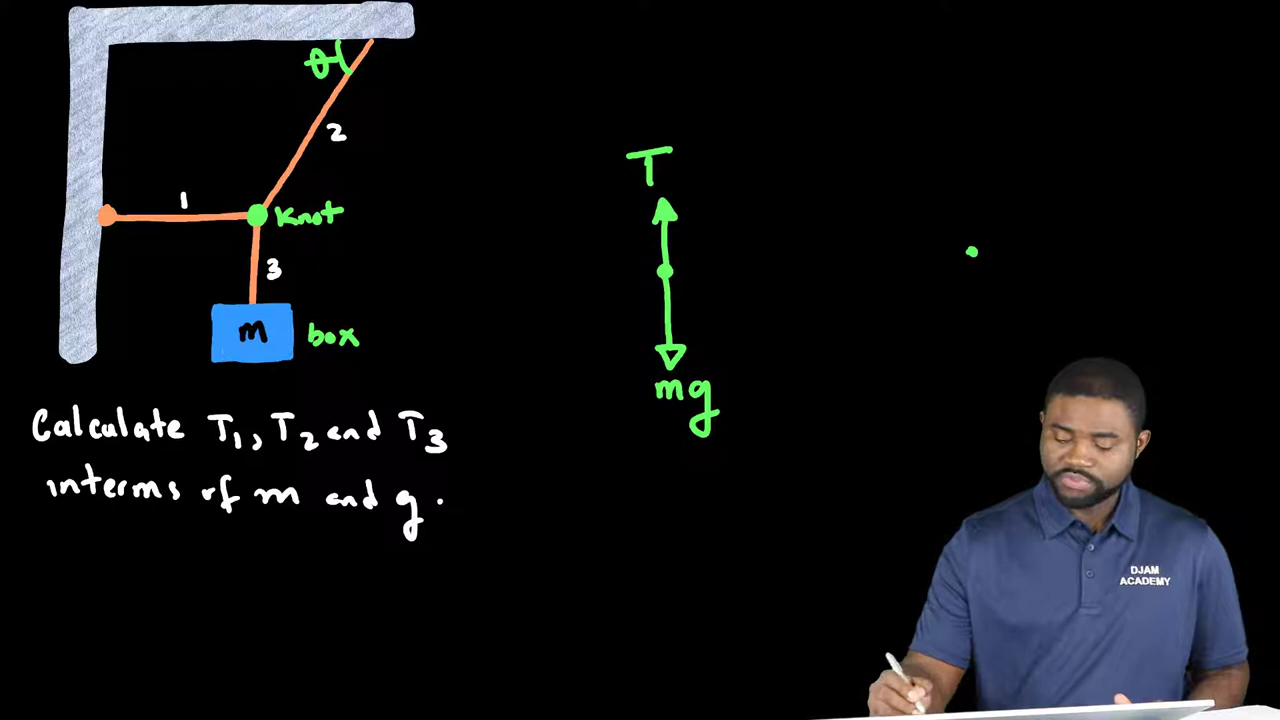 θ
2
1
Knot
3
m
box
Calculate T₁, T₂ and T₃
interms of m and g.
T
mg
DJAM
ACADEMY